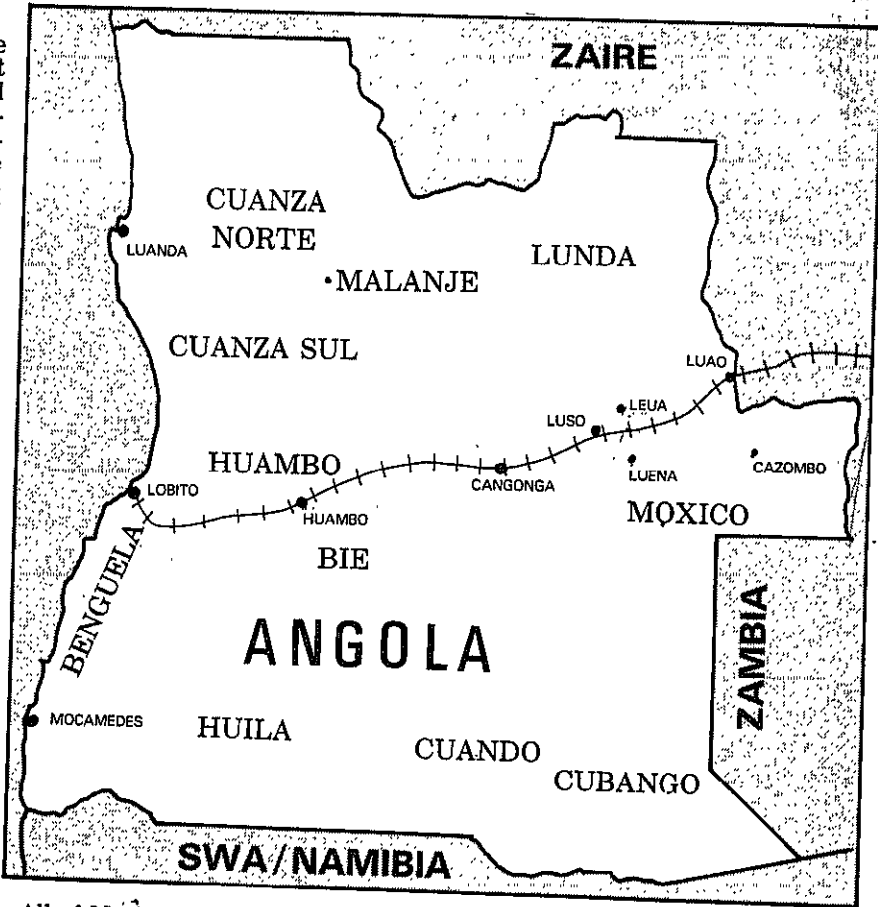 ZAIRE
CUANZA
NORTE
LUANDA
LUNDA
MALANJE
CUANZA SUL
LUAO
LEUA
LUSO
HUAMBO
CANGONGA
LUENA
CAZOMBO
LOBITO
HUAMBO
MOXICO
BIE
BENGUELA
ANGOLA
ZAMBIA
MOCAMEDES
HUILA
CUANDO
CUBANGO
SWA/NAMIBIA